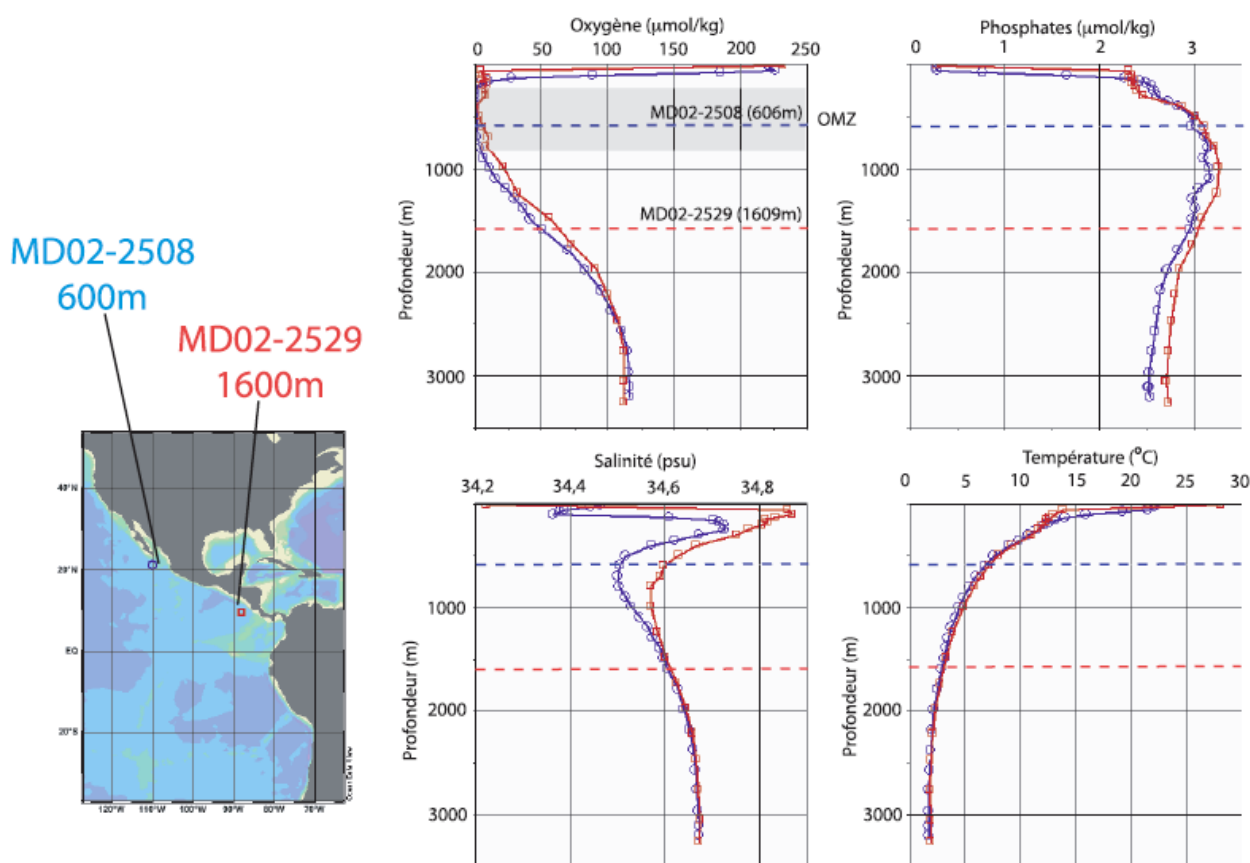 MD02-2508
600m
MD02-2529
1600m
40°N
20°N
EQ
20°S
120°W
110°W
100°W
90°W
80°W
70°W
Oxygène (µmol/kg)
0 50 100 150 200 250
MD02-2508 (606m)
OMZ
MD02-2529 (1609m)
1000
2000
3000
Profondeur (m)
Phosphates (µmol/kg)
0 1 2 3
1000
2000
3000
Profondeur (m)
Salinité (psu)
34,2 34,4 34,6 34,8
1000
2000
3000
Profondeur (m)
Température (°C)
0 5 10 15 20 25 30
1000
2000
3000
Profondeur (m)